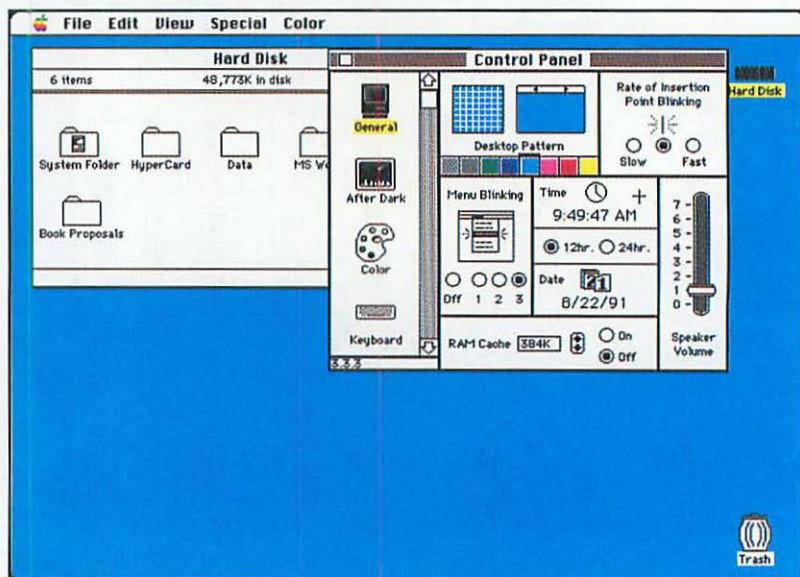 File Edit View Special Color
Hard Disk
6 items 48,773K in disk
System Folder HyperCard Data MS W
Book Proposals
Control Panel
General
After Dark
Color
Keyboard
3.3.3
Desktop Pattern
Rate of Insertion
Point Blinking
Slow Fast
Menu Blinking
Off 1 2 3
Time
9:49:47 AM
12hr. 24hr.
Date
21
8/22/91
RAM Cache 384K On
Off
7
6
5
4
3
2
1
0
Speaker
Volume
Hard Disk
Trash